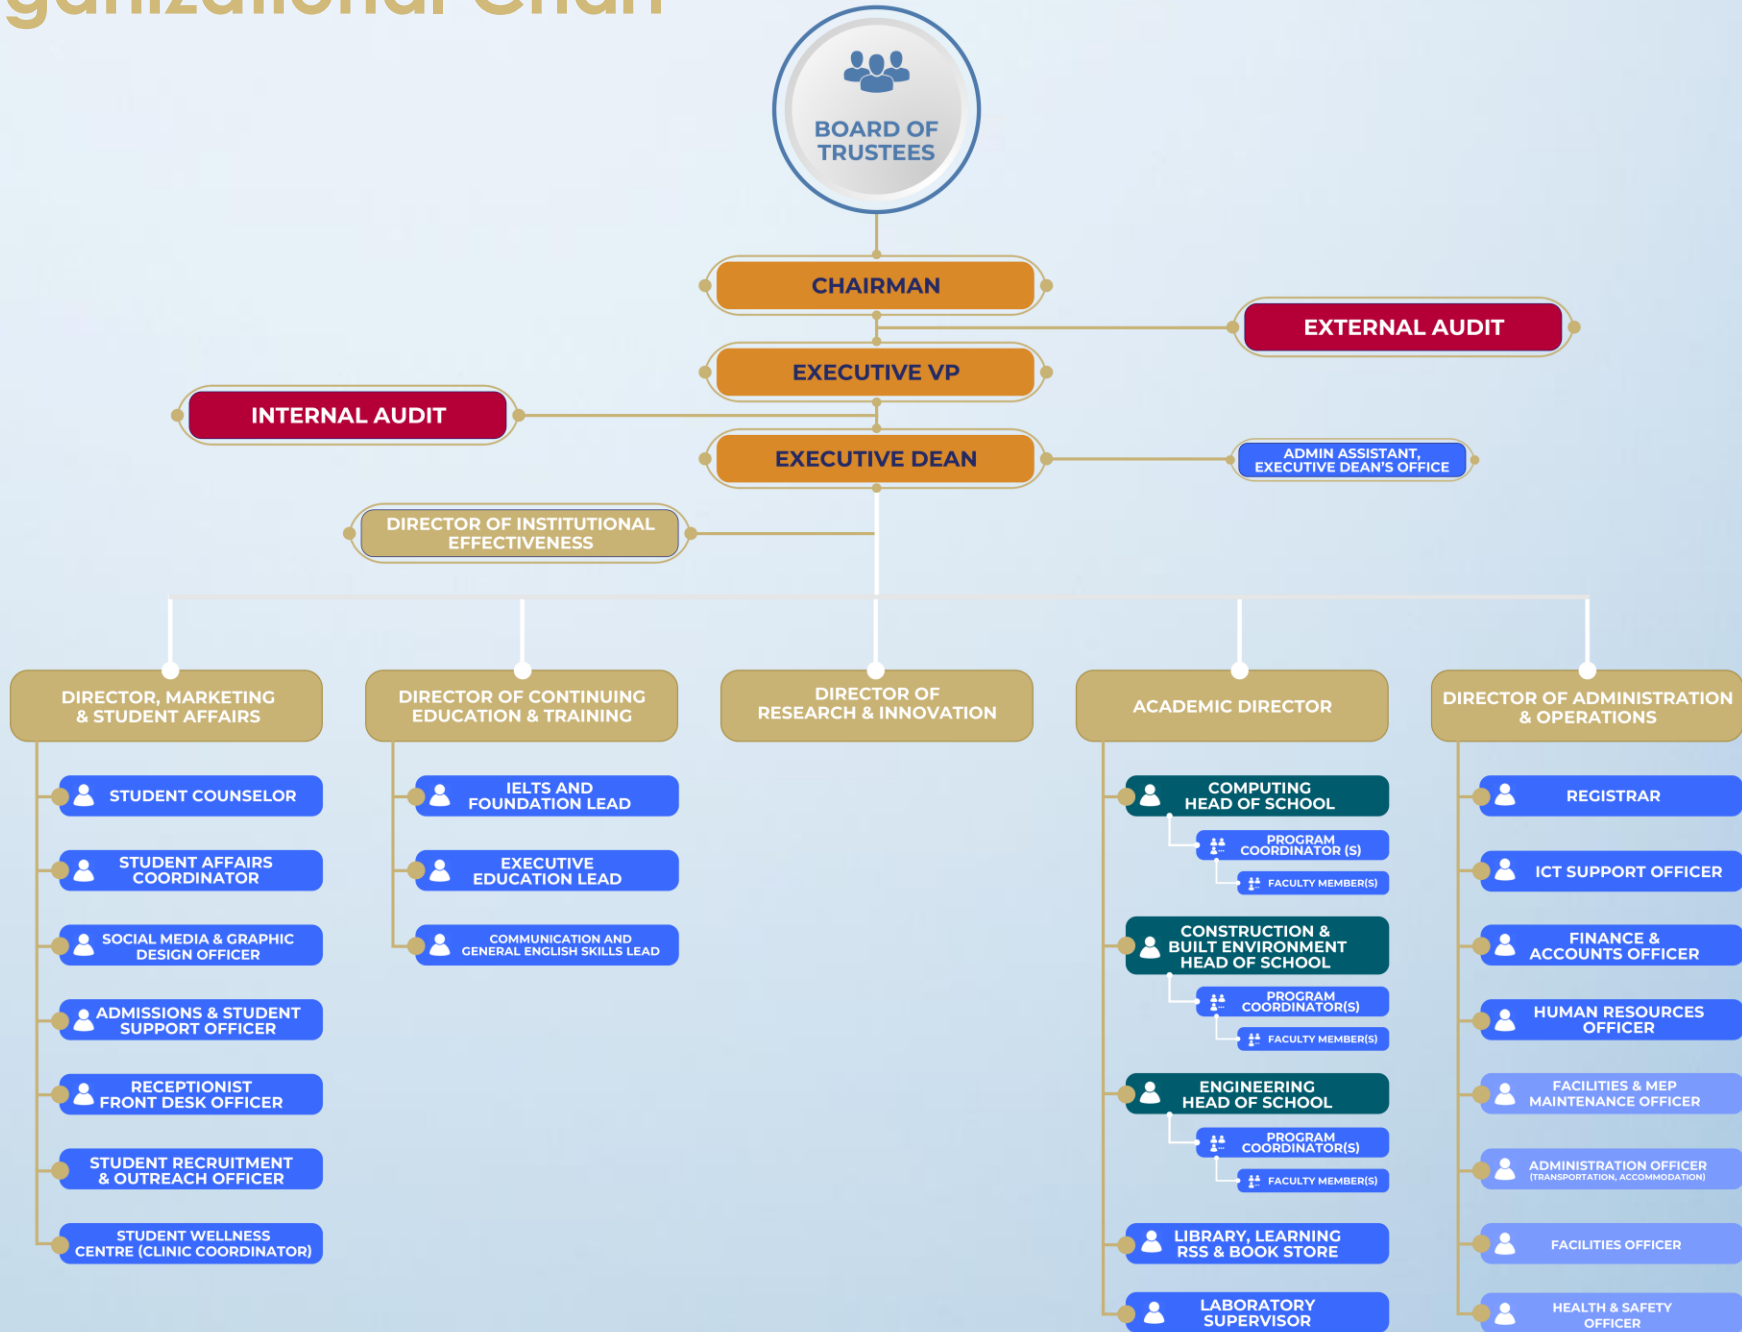 ganizational Chart
BOARD OF
TRUSTEES
CHAIRMAN
EXTERNAL AUDIT
EXECUTIVE VP
INTERNAL AUDIT
EXECUTIVE DEAN
ADMIN ASSISTANT,
EXECUTIVE DEAN'S OFFICE
DIRECTOR OF INSTITUTIONAL
EFFECTIVENESS
DIRECTOR, MARKETING
& STUDENT AFFAIRS
STUDENT COUNSELOR
STUDENT AFFAIRS
COORDINATOR
SOCIAL MEDIA & GRAPHIC
DESIGN OFFICER
ADMISSIONS & STUDENT
SUPPORT OFFICER
RECEPTIONIST
FRONT DESK OFFICER
STUDENT RECRUITMENT
& OUTREACH OFFICER
STUDENT WELLNESS
CENTRE (CLINIC COORDINATOR)
DIRECTOR OF CONTINUING
EDUCATION & TRAINING
IELTS AND
FOUNDATION LEAD
EXECUTIVE
EDUCATION LEAD
COMMUNICATION AND
GENERAL ENGLISH SKILLS LEAD
DIRECTOR OF
RESEARCH & INNOVATION
ACADEMIC DIRECTOR
COMPUTING
HEAD OF SCHOOL
PROGRAM
COORDINATOR (S)
FACULTY MEMBER(S)
CONSTRUCTION &
BUILT ENVIRONMENT
HEAD OF SCHOOL
PROGRAM
COORDINATOR(S)
FACULTY MEMBER(S)
ENGINEERING
HEAD OF SCHOOL
PROGRAM
COORDINATOR(S)
FACULTY MEMBER(S)
LIBRARY, LEARNING
RSS & BOOK STORE
LABORATORY
SUPERVISOR
DIRECTOR OF ADMINISTRATION
& OPERATIONS
REGISTRAR
ICT SUPPORT OFFICER
FINANCE &
ACCOUNTS OFFICER
HUMAN RESOURCES
OFFICER
FACILITIES & MEP
MAINTENANCE OFFICER
ADMINISTRATION OFFICER
(TRANSPORTATION, ACCOMMODATION)
FACILITIES OFFICER
HEALTH & SAFETY
OFFICER